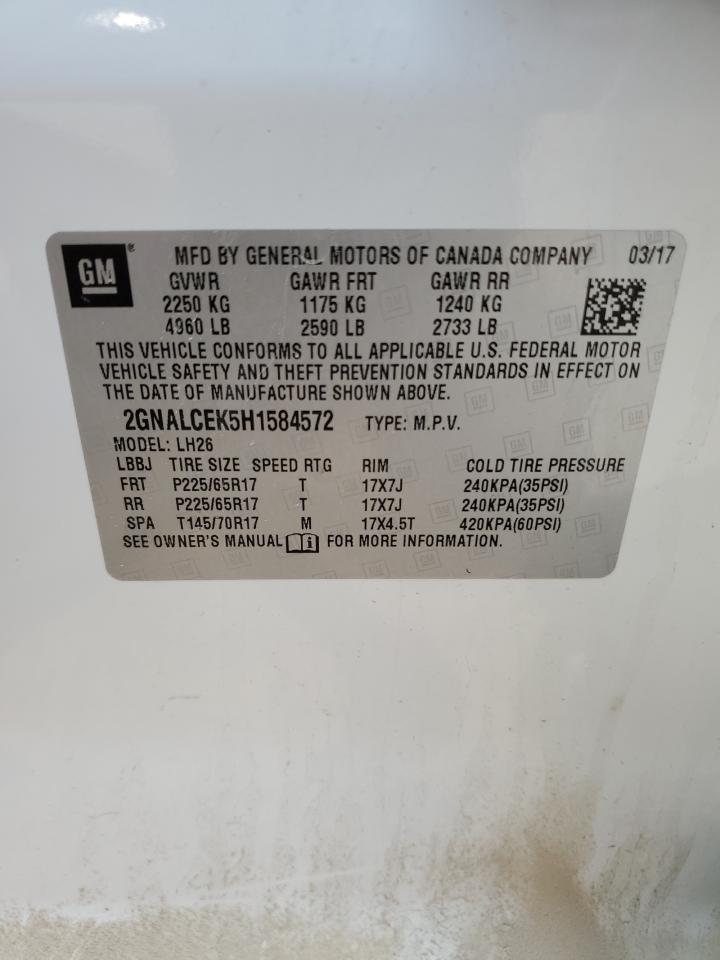 GM ® MFD BY GENERAL MOTORS OF CANADA COMPANY 03/17
GVWR GAWR FRT GAWR RR
2250 KG 1175 KG 1240 KG
4960 LB 2590 LB 2733 LB
THIS VEHICLE CONFORMS TO ALL APPLICABLE U.S. FEDERAL MOTOR
VEHICLE SAFETY AND THEFT PREVENTION STANDARDS IN EFFECT ON
THE DATE OF MANUFACTURE SHOWN ABOVE.
2GNALCEK5H1584572 TYPE: M.P.V.
MODEL: LH26
LBBJ TIRE SIZE SPEED RTG RIM COLD TIRE PRESSURE
FRT P225/65R17 T 17X7J 240KPA(35PSI)
RR P225/65R17 T 17X7J 240KPA(35PSI)
SPA T145/70R17 M 17X4.5T 420KPA(60PSI)
SEE OWNER'S MANUAL i FOR MORE INFORMATION.